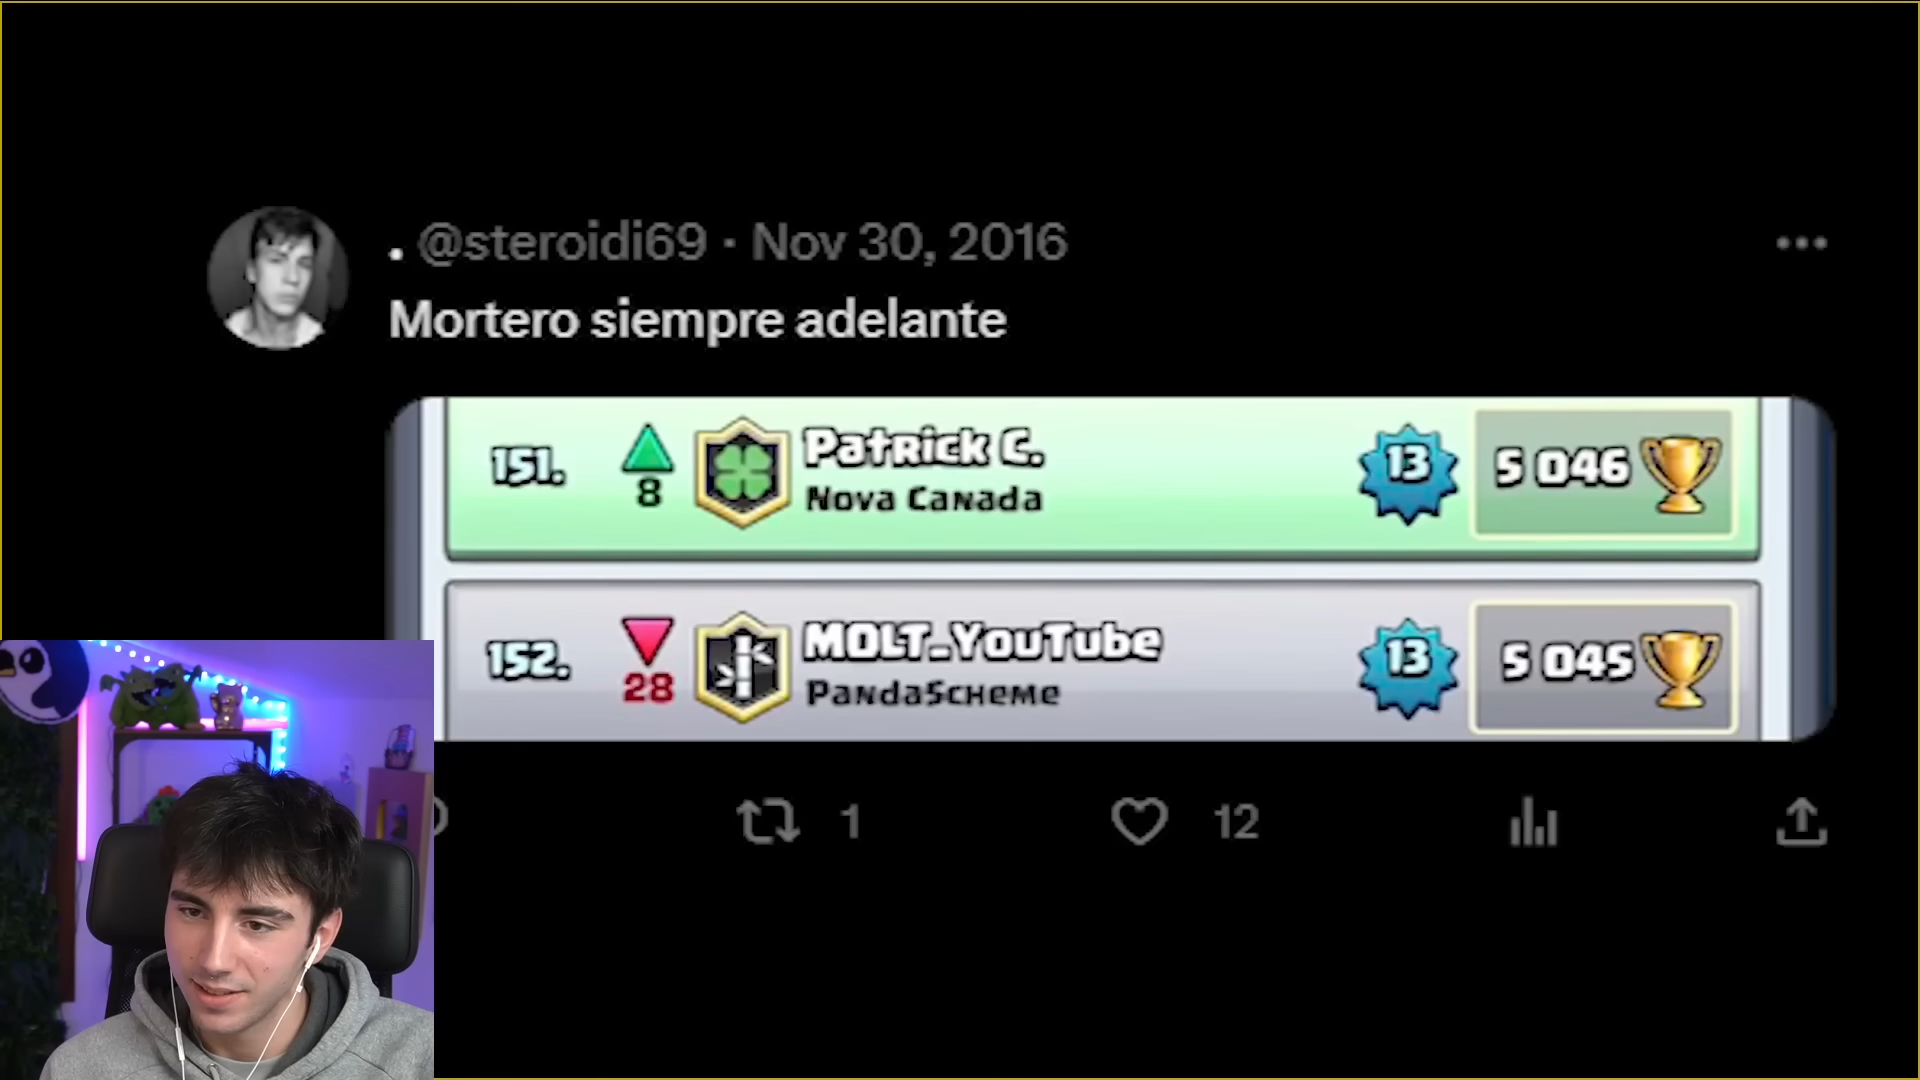 . @steroidi69 · Nov 30, 2016
Mortero siempre adelante
151. 8 Patrick C. 13 5 046
Nova Canada
152. 28 MOLT_YouTube 13 5 045
PandaScheme
1 12